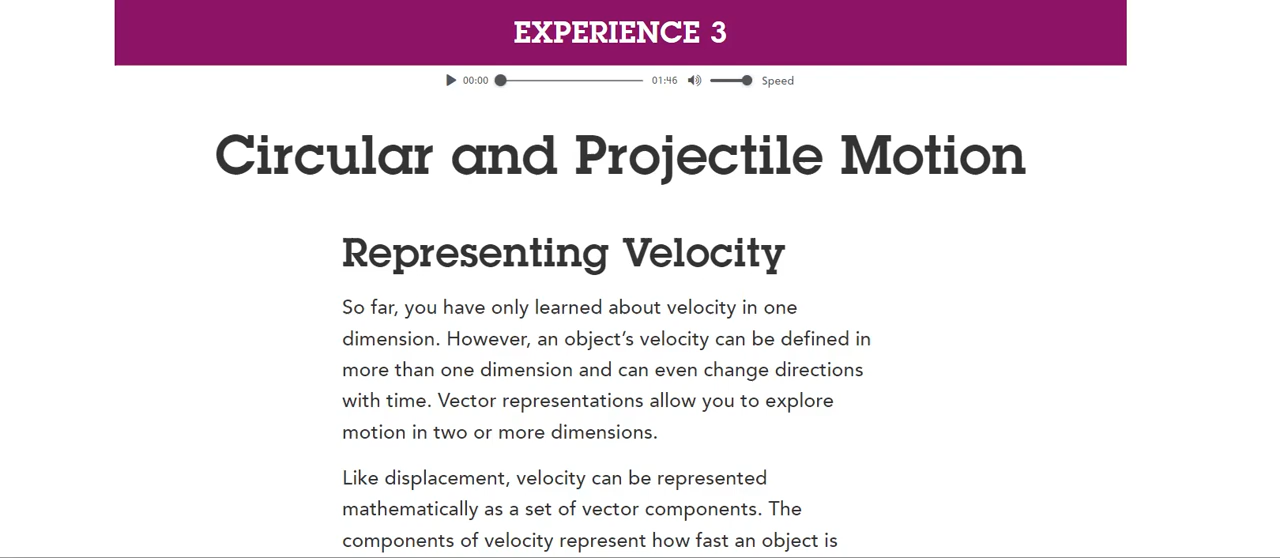 EXPERIENCE 3
00:00 01:46 Speed
Circular and Projectile Motion
Representing Velocity
So far, you have only learned about velocity in one
dimension. However, an object’s velocity can be defined in
more than one dimension and can even change directions
with time. Vector representations allow you to explore
motion in two or more dimensions.
Like displacement, velocity can be represented
mathematically as a set of vector components. The
components of velocity represent how fast an object is